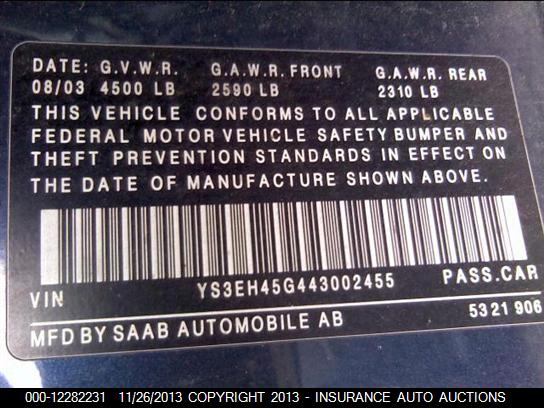 DATE: G.V.W.R. G.A.W.R. FRONT G.A.W.R. REAR
08/03 4500 LB 2590 LB 2310 LB
THIS VEHICLE CONFORMS TO ALL APPLICABLE
FEDERAL MOTOR VEHICLE SAFETY BUMPER AND
THEFT PREVENTION STANDARDS IN EFFECT ON
THE DATE OF MANUFACTURE SHOWN ABOVE.
VIN YS3EH45G443002455 PASS.CAR
MFD BY SAAB AUTOMOBILE AB 53 21 906
000-12282231 11/26/2013 COPYRIGHT 2013 - INSURANCE AUTO AUCTIONS